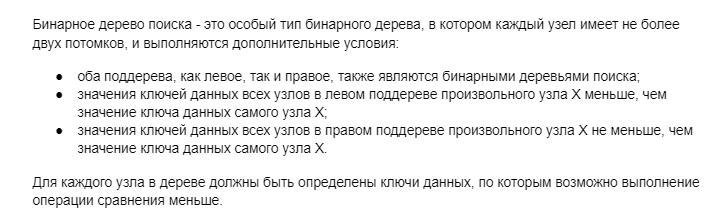 Бинарное дерево поиска - это особый тип бинарного дерева, в котором каждый узел имеет не более
двух потомков, и выполняются дополнительные условия:
● оба поддерева, как левое, так и правое, также являются бинарными деревьями поиска;
● значения ключей данных всех узлов в левом поддереве произвольного узла X меньше, чем
значение ключа данных самого узла X;
● значения ключей данных всех узлов в правом поддереве произвольного узла X не меньше, чем
значение ключа данных самого узла X.
Для каждого узла в дереве должны быть определены ключи данных, по которым возможно выполнение
операции сравнения меньше.